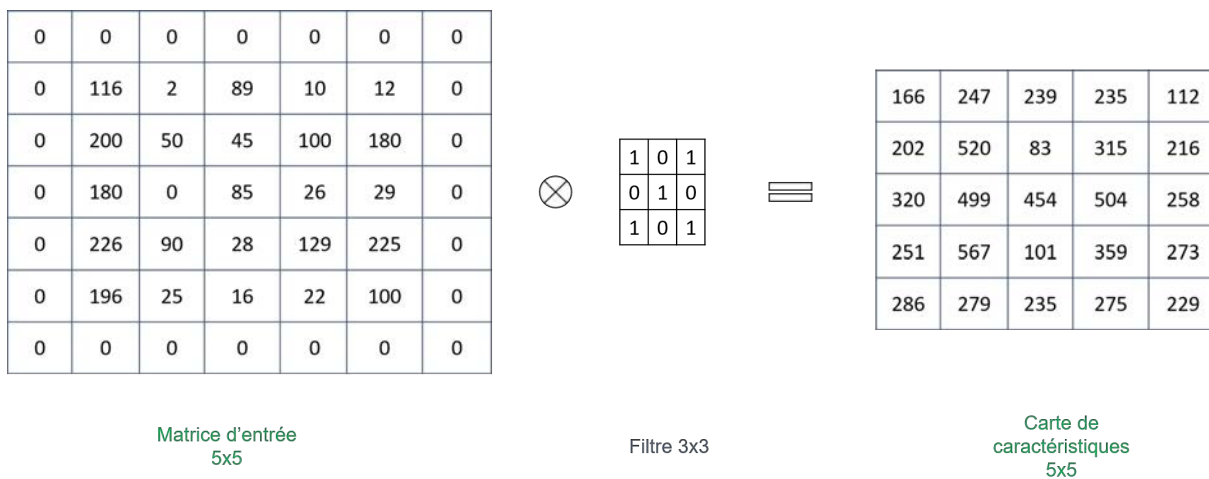 0 0 0 0 0 0 0
0 116 2 89 10 12 0
0 200 50 45 100 180 0
0 180 0 85 26 29 0
0 226 90 28 129 225 0
0 196 25 16 22 100 0
0 0 0 0 0 0 0
1 0 1
0 1 0
1 0 1
166 247 239 235 112
202 520 83 315 216
320 499 454 504 258
251 567 101 359 273
286 279 235 275 229
Matrice d'entrée
5x5
Filtre 3x3
Carte de
caractéristiques
5x5